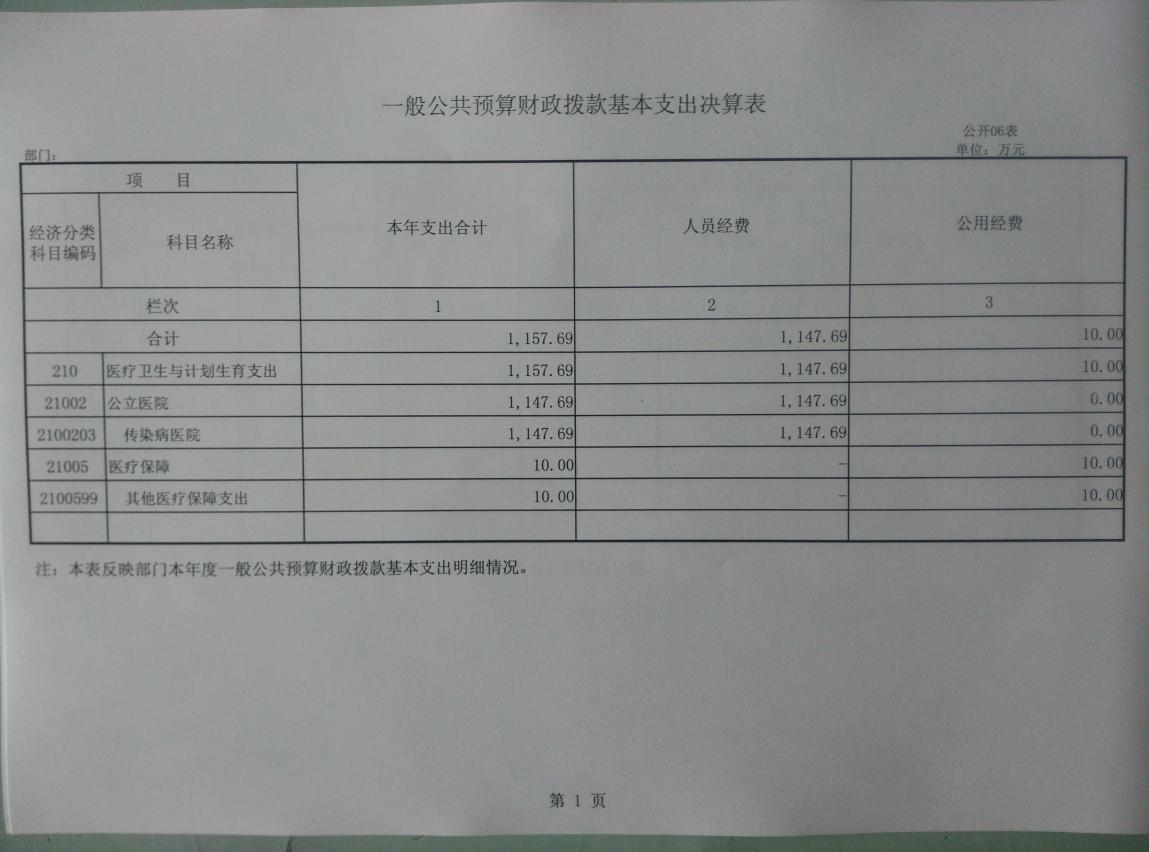 一般公共预算财政拨款基本支出决算表
公开06表
部门:
单位：万元
项 目
本年支出合计
人员经费
公用经费
经济分类
科目编码
科目名称
栏次 1 2 3
合计 1,157.69 1,147.69 10.00
210 医疗卫生与计划生育支出 1,157.69 1,147.69 10.00
21002 公立医院 1,147.69 1,147.69 0.00
2100203 传染病医院 1,147.69 1,147.69 0.00
21005 医疗保障 10.00 - 10.00
2100599 其他医疗保障支出 10.00 - 10.00
注：本表反映部门本年度一般公共预算财政拨款基本支出明细情况。
第 1 页